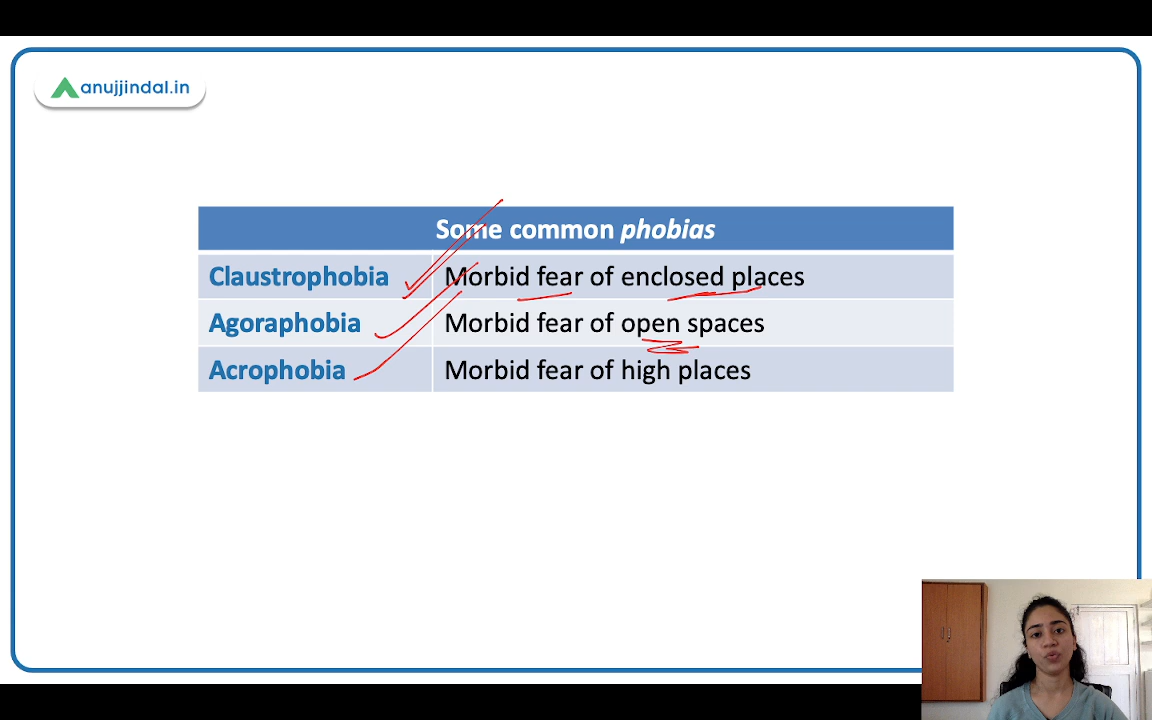 anujjindal.in
Some common phobias
Claustrophobia Morbid fear of enclosed places
Agoraphobia Morbid fear of open spaces
Acrophobia Morbid fear of high places